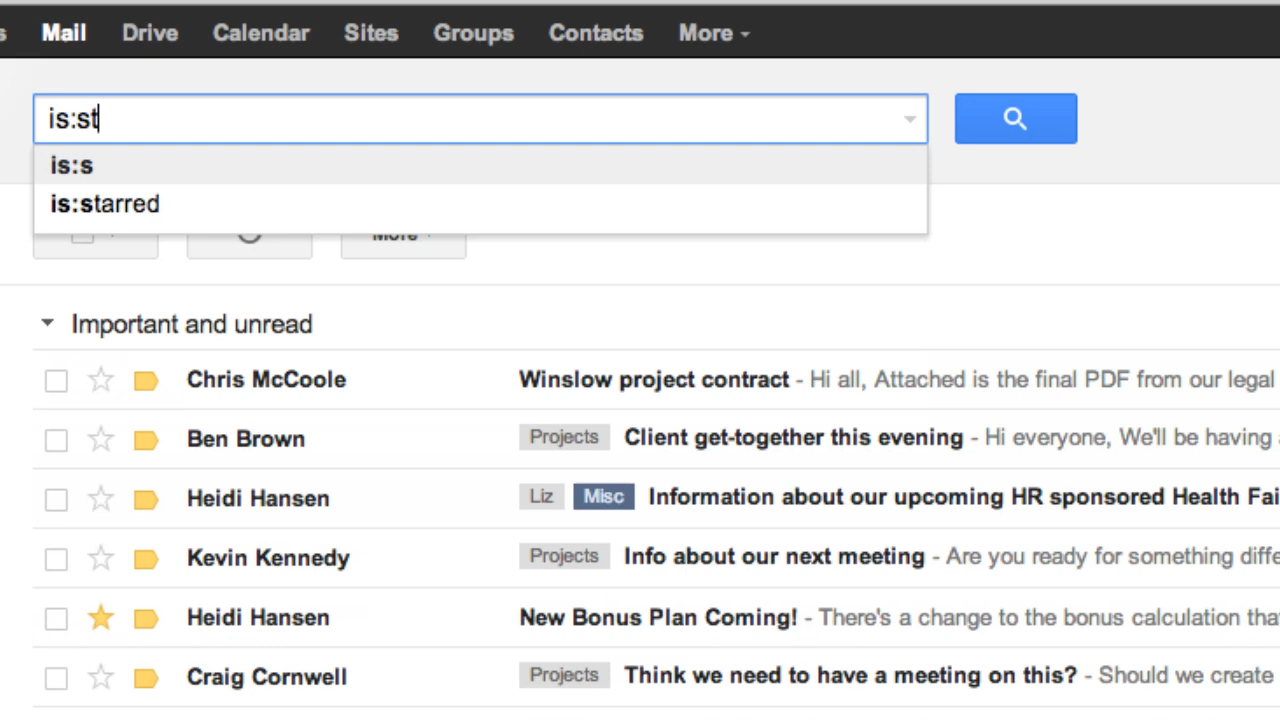 s Mail Drive Calendar Sites Groups Contacts More
is:st
is:s
is:starred
More
Important and unread
Chris McCoole Winslow project contract - Hi all, Attached is the final PDF from our legal
Ben Brown Projects Client get-together this evening - Hi everyone, We'll be having
Heidi Hansen Liz Misc Information about our upcoming HR sponsored Health Fai
Kevin Kennedy Projects Info about our next meeting - Are you ready for something diffe
Heidi Hansen New Bonus Plan Coming! - There's a change to the bonus calculation tha
Craig Cornwell Projects Think we need to have a meeting on this? - Should we create